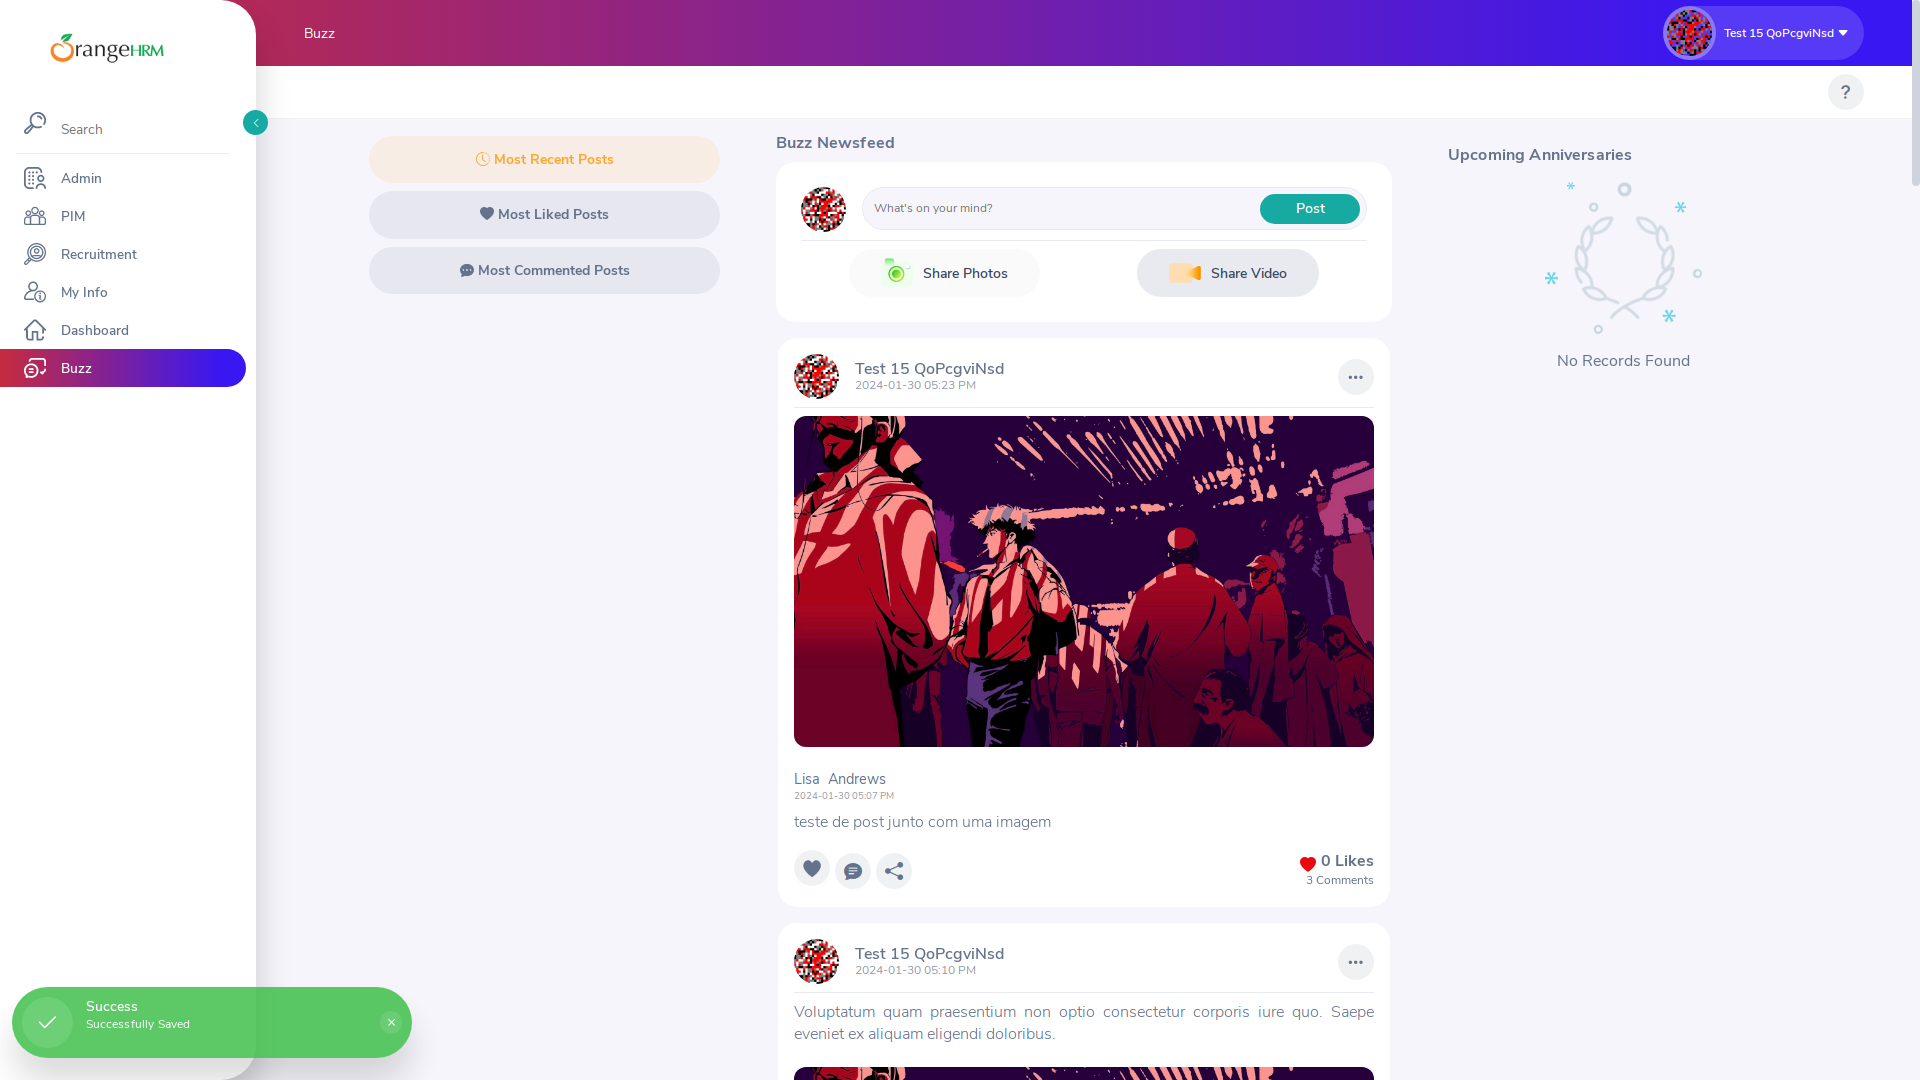 OrangeHRM
Buzz
Test 15 QoPcgviNsd
?
Search
Admin
PIM
Recruitment
My Info
Dashboard
Buzz
Most Recent Posts
Most Liked Posts
Most Commented Posts
Buzz Newsfeed
What's on your mind?
Post
Share Photos
Share Video
Test 15 QoPcgviNsd
2024-01-30 05:23 PM
Lisa Andrews
2024-01-30 05:07 PM
teste de post junto com uma imagem
0 Likes
3 Comments
Test 15 QoPcgviNsd
2024-01-30 05:10 PM
Voluptatum quam praesentium non optio consectetur corporis iure quo. Saepe
eveniet ex aliquam eligendi doloribus.
Upcoming Anniversaries
No Records Found
Success
Successfully Saved